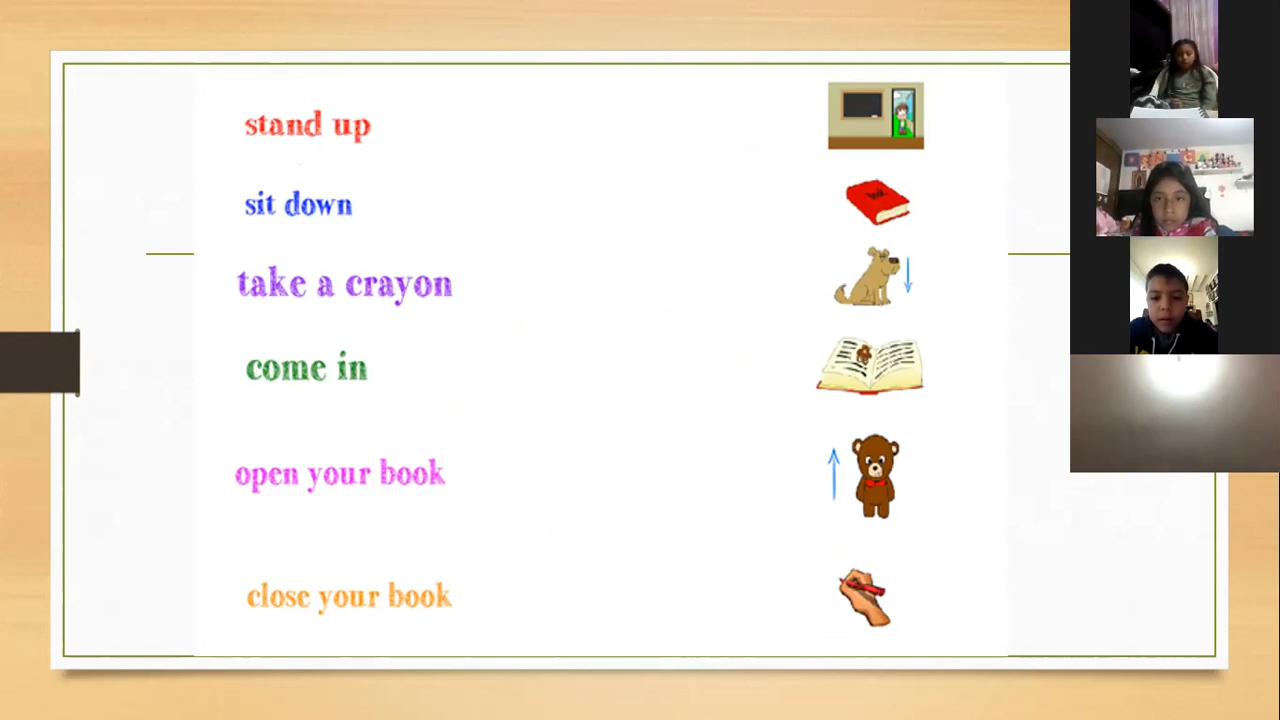 stand up
sit down
take a crayon
come in
open your book
close your book